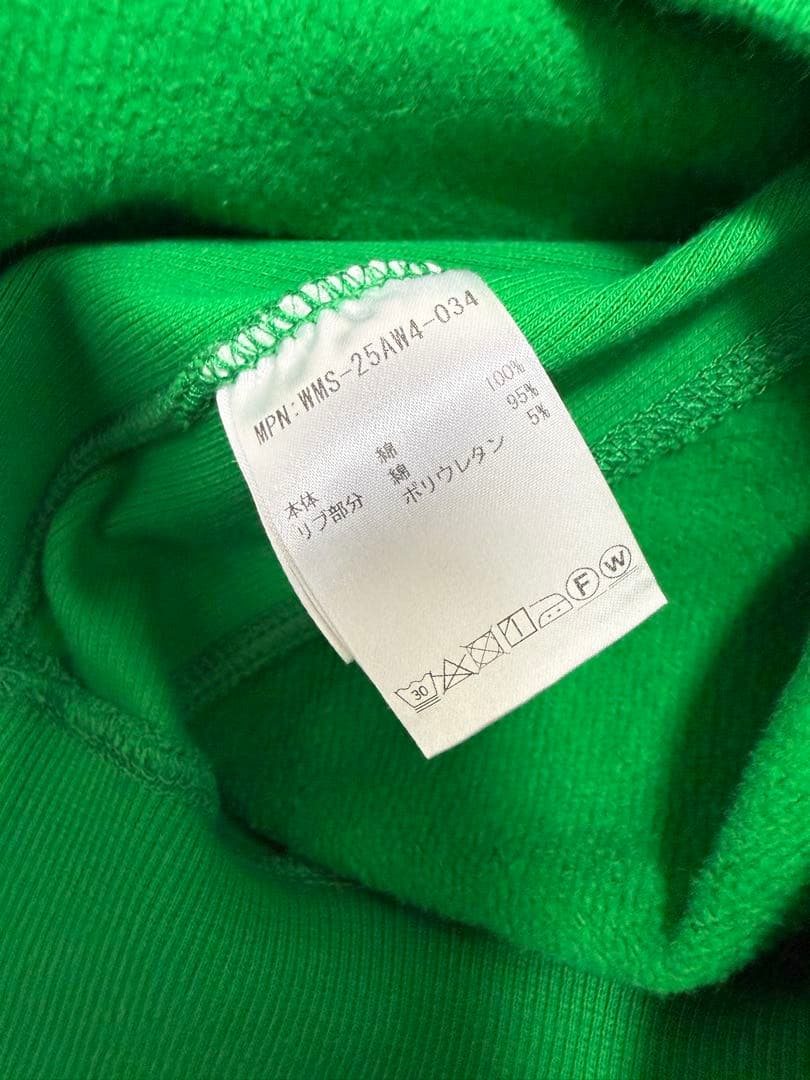 MPN:WMS-25AW4-034
本体 綿 100%
リブ部分 綿 95%
ポリウレタン 5%
30 F W